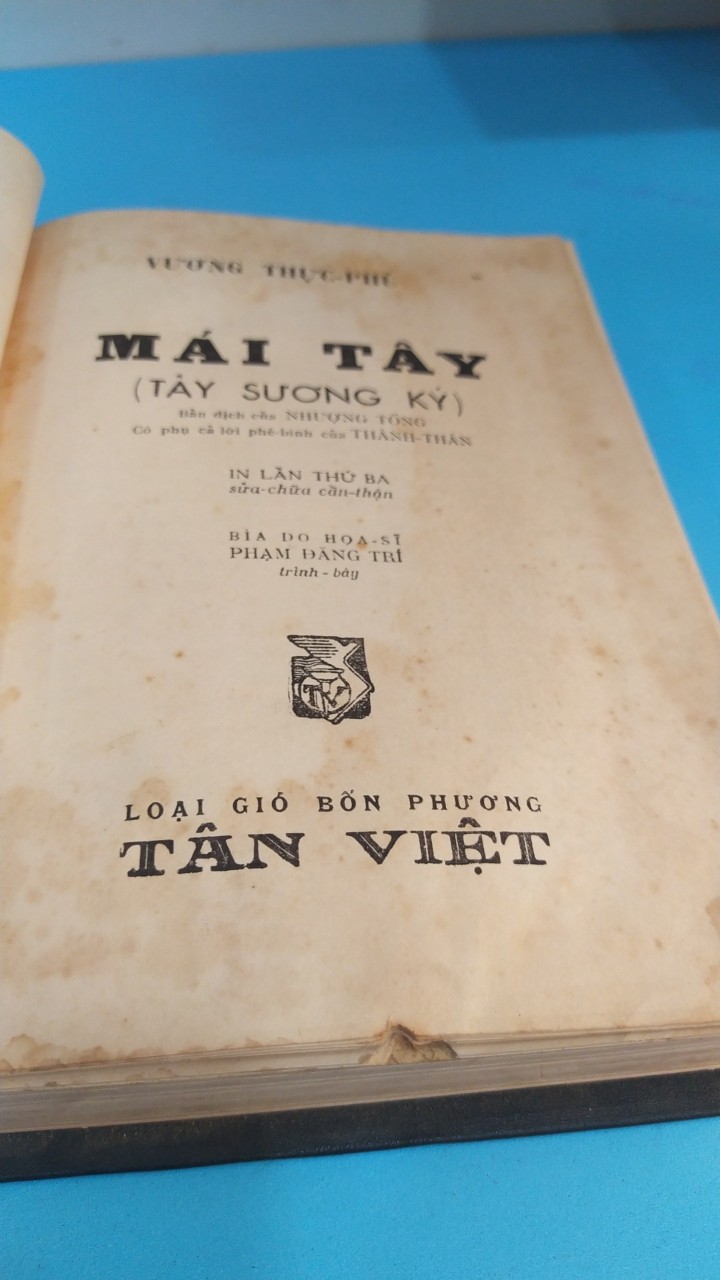 VƯƠNG THỰC-PHỦ
MÁI TÂY
(TÂY SƯƠNG KÝ)
Bản dịch của NHƯỢNG TỐNG
Có phụ cả lời phê-bình của THÁNH-THÁN
IN LẦN THỨ BA
sửa-chữa cẩn-thận
BÌA DO HỌA-SĨ
PHẠM ĐĂNG TRÍ
trình-bày
TV
LOẠI GIÓ BỐN PHƯƠNG
TÂN VIỆT